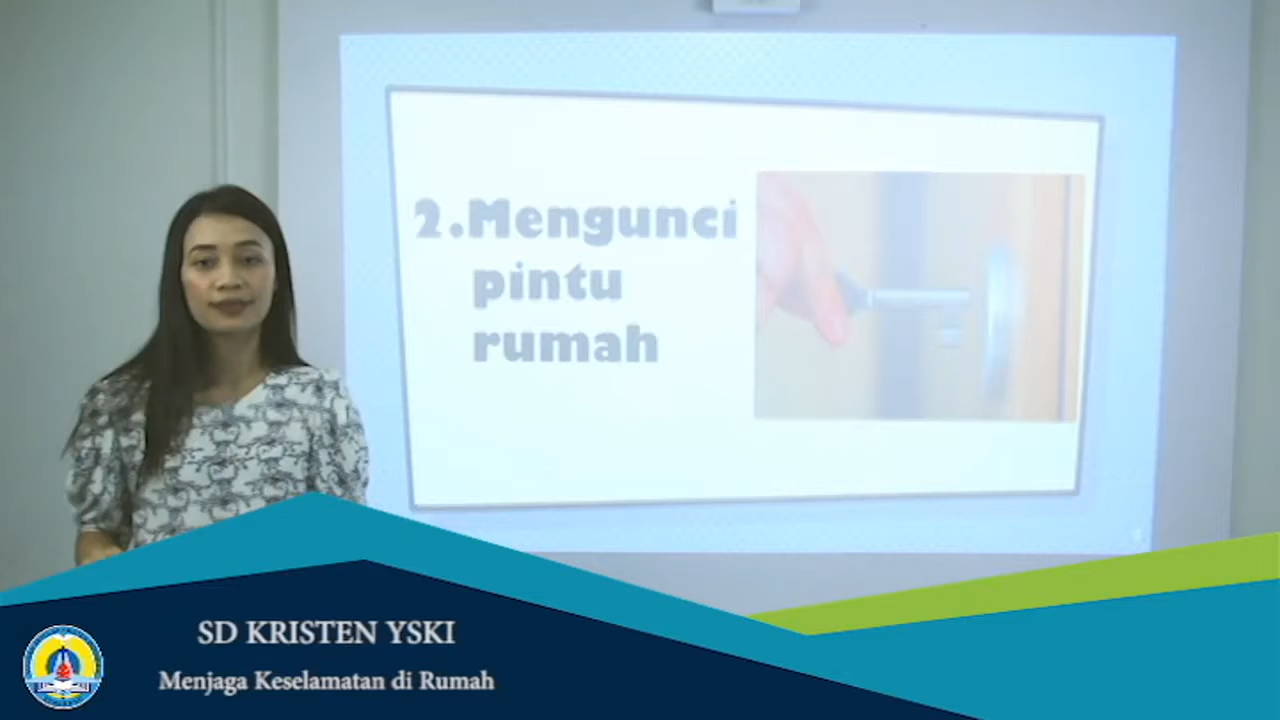 2.Mengunci
pintu
rumah
SD KRISTEN YSKI
Menjaga Keselamatan di Rumah